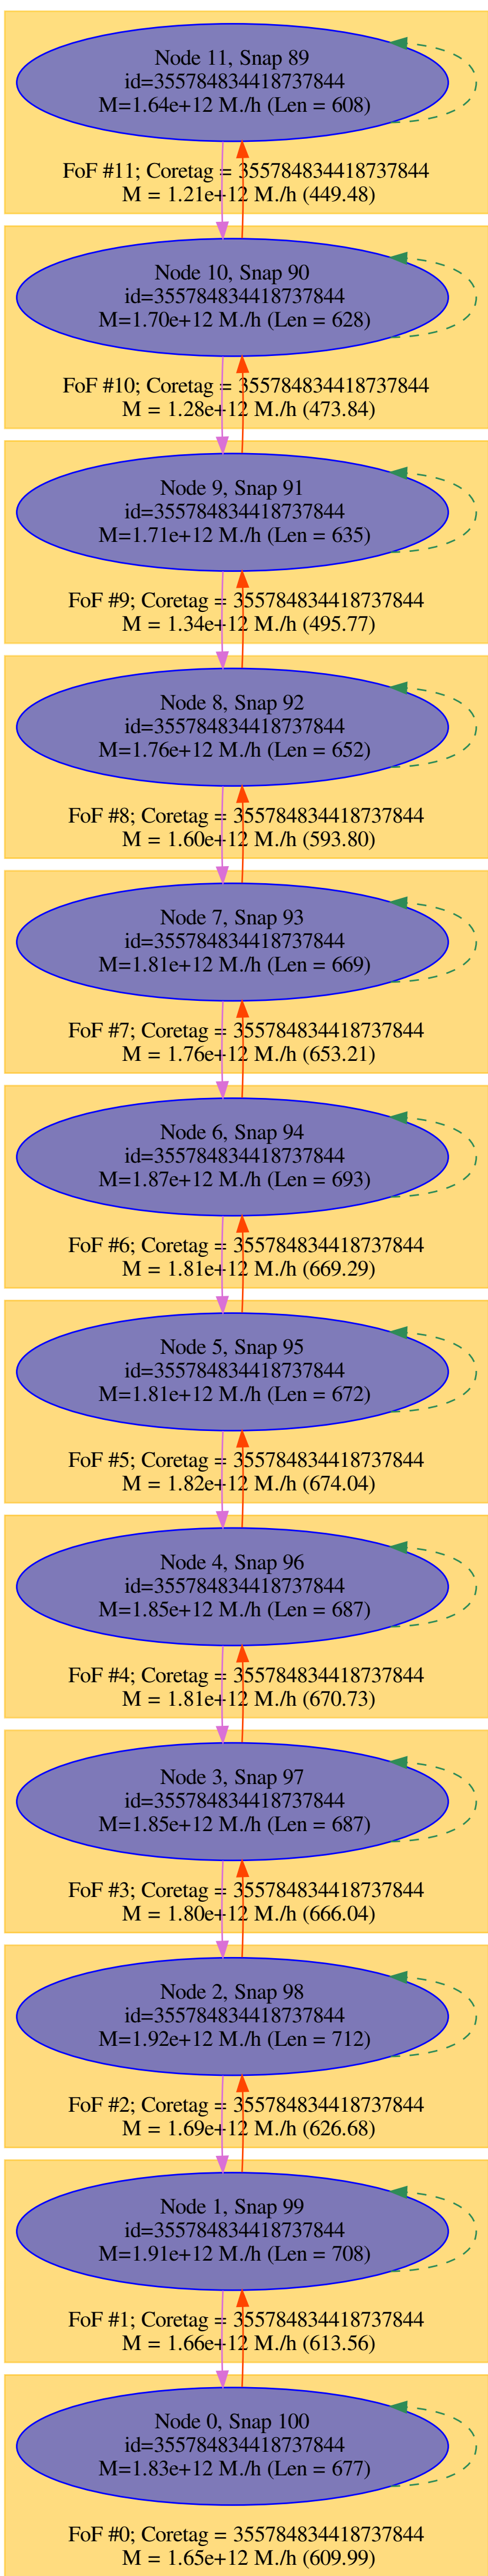 Node 11, Snap 89
id=355784834418737844
M=1.64e+12 M./h (Len = 608)
FoF #11; Coretag = 355784834418737844
M = 1.21e+12 M./h (449.48)
Node 10, Snap 90
id=355784834418737844
M=1.70e+12 M./h (Len = 628)
FoF #10; Coretag = 355784834418737844
M = 1.28e+12 M./h (473.84)
Node 9, Snap 91
id=355784834418737844
M=1.71e+12 M./h (Len = 635)
FoF #9; Coretag = 355784834418737844
M = 1.34e+12 M./h (495.77)
Node 8, Snap 92
id=355784834418737844
M=1.76e+12 M./h (Len = 652)
FoF #8; Coretag = 355784834418737844
M = 1.60e+12 M./h (593.80)
Node 7, Snap 93
id=355784834418737844
M=1.81e+12 M./h (Len = 669)
FoF #7; Coretag = 355784834418737844
M = 1.76e+12 M./h (653.21)
Node 6, Snap 94
id=355784834418737844
M=1.87e+12 M./h (Len = 693)
FoF #6; Coretag = 355784834418737844
M = 1.81e+12 M./h (669.29)
Node 5, Snap 95
id=355784834418737844
M=1.81e+12 M./h (Len = 672)
FoF #5; Coretag = 355784834418737844
M = 1.82e+12 M./h (674.04)
Node 4, Snap 96
id=355784834418737844
M=1.85e+12 M./h (Len = 687)
FoF #4; Coretag = 355784834418737844
M = 1.81e+12 M./h (670.73)
Node 3, Snap 97
id=355784834418737844
M=1.85e+12 M./h (Len = 687)
FoF #3; Coretag = 355784834418737844
M = 1.80e+12 M./h (666.04)
Node 2, Snap 98
id=355784834418737844
M=1.92e+12 M./h (Len = 712)
FoF #2; Coretag = 355784834418737844
M = 1.69e+12 M./h (626.68)
Node 1, Snap 99
id=355784834418737844
M=1.91e+12 M./h (Len = 708)
FoF #1; Coretag = 355784834418737844
M = 1.66e+12 M./h (613.56)
Node 0, Snap 100
id=355784834418737844
M=1.83e+12 M./h (Len = 677)
FoF #0; Coretag = 355784834418737844
M = 1.65e+12 M./h (609.99)